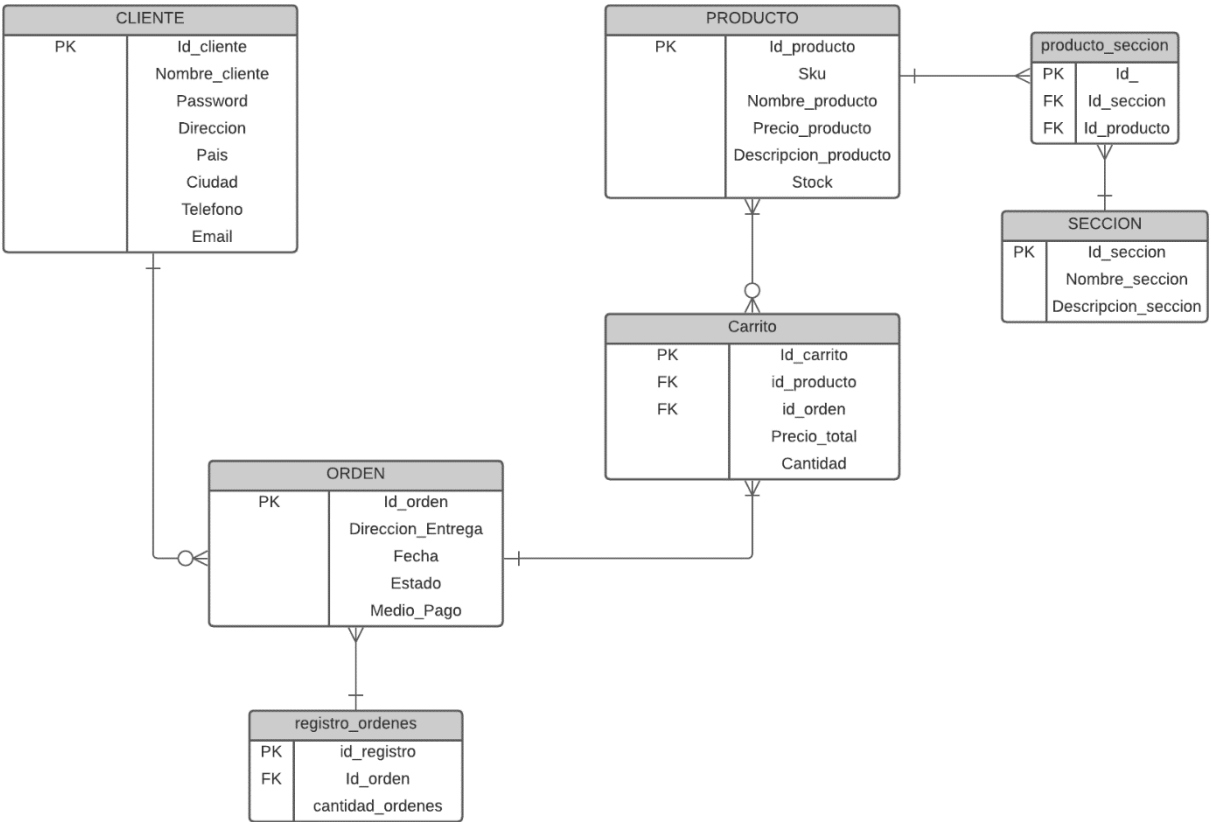 CLIENTE
PK Id_cliente
Nombre_cliente
Password
Direccion
Pais
Ciudad
Telefono
Email
PRODUCTO
PK Id_producto
Sku
Nombre_producto
Precio_producto
Descripcion_producto
Stock
producto_seccion
PK Id_
FK Id_seccion
FK Id_producto
SECCION
PK Id_seccion
Nombre_seccion
Descripcion_seccion
Carrito
PK Id_carrito
FK id_producto
FK id_orden
Precio_total
Cantidad
ORDEN
PK Id_orden
Direccion_Entrega
Fecha
Estado
Medio_Pago
registro_ordenes
PK id_registro
FK Id_orden
cantidad_ordenes